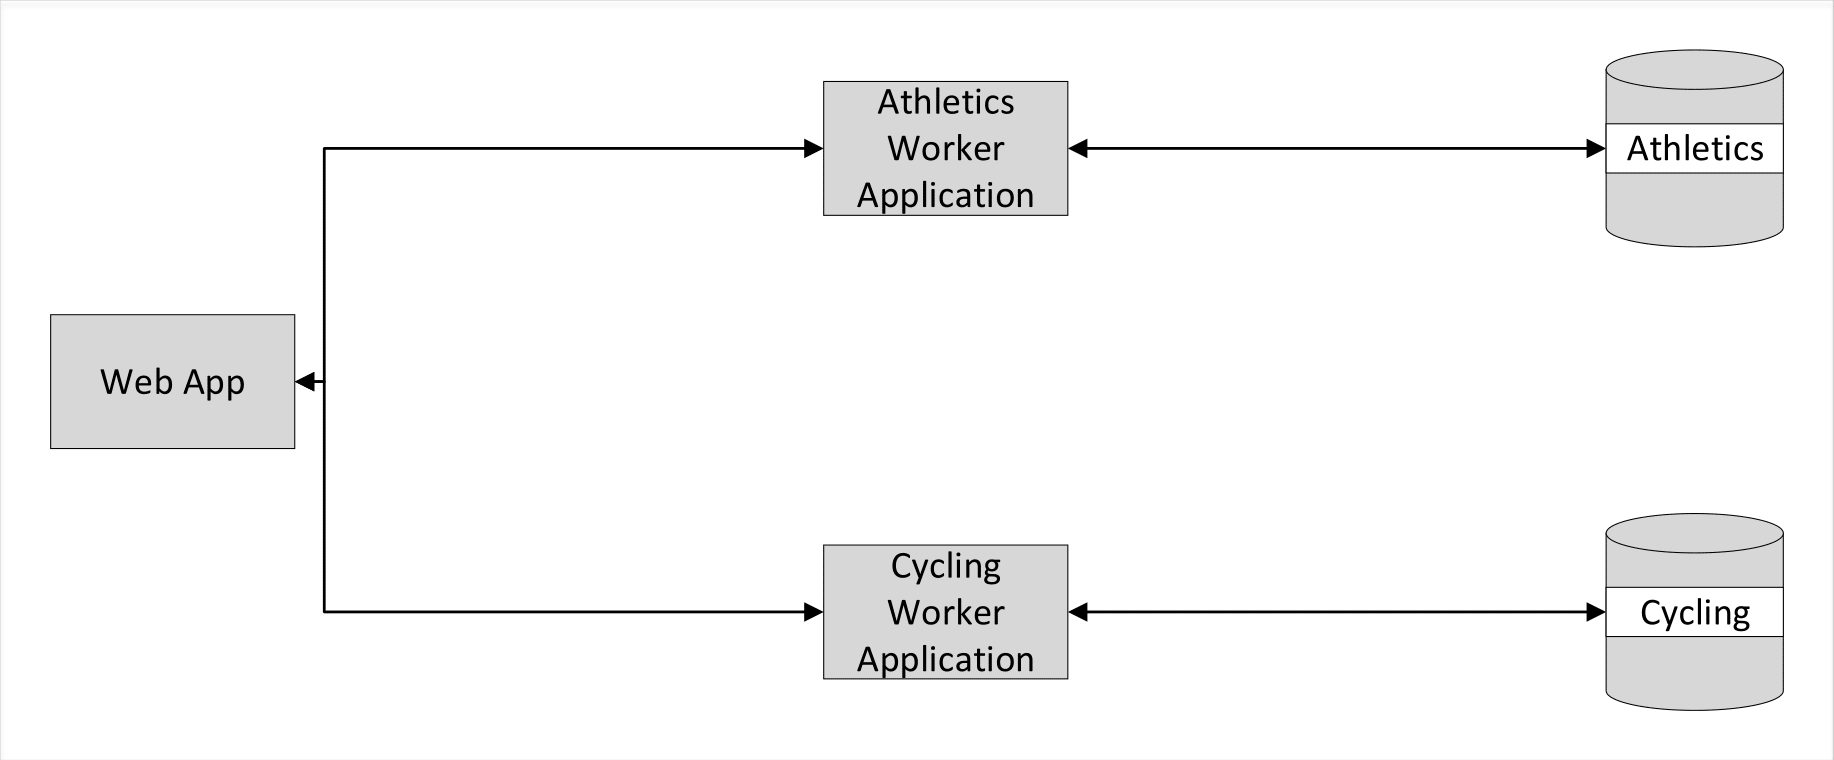 Athletics
Worker
Application
Athletics
Web App
Cycling
Worker
Application
Cycling